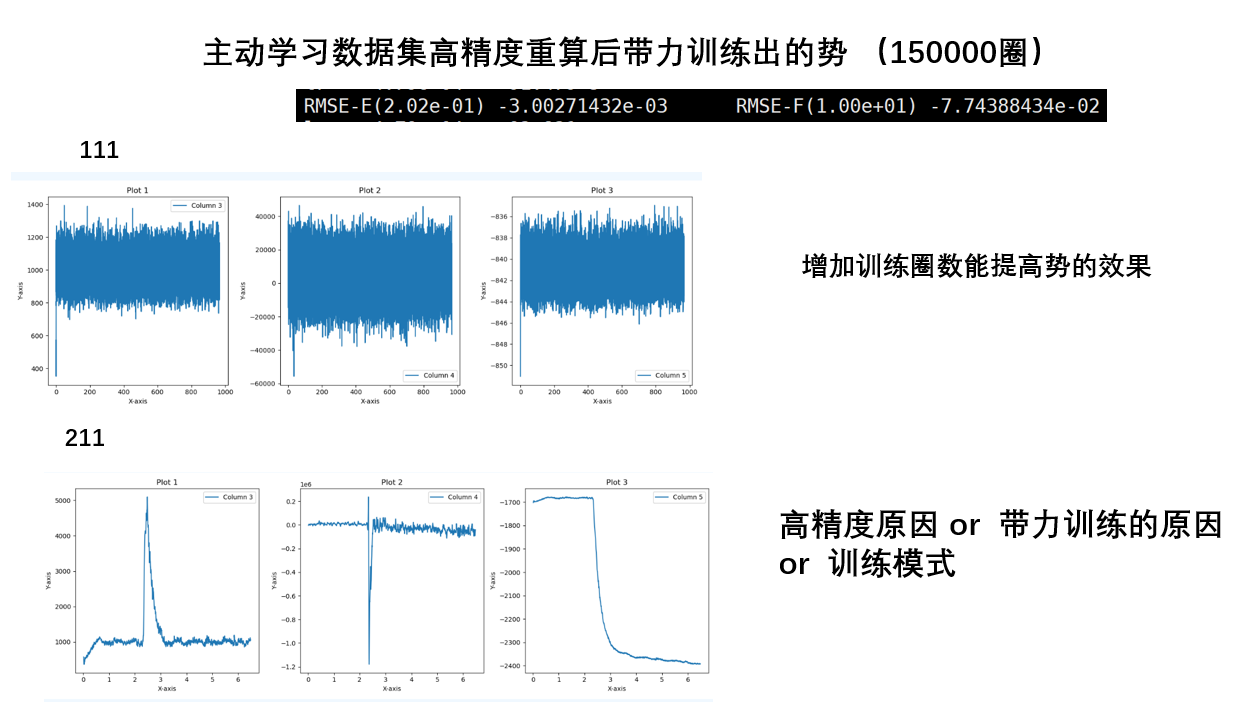 主动学习数据集高精度重算后带力训练出的势 （150000圈）
RMSE-E(2.02e-01) -3.00271432e-03 RMSE-F(1.00e+01) -7.74388434e-02
111
Plot 1
Column 3
1400
1200
1000
800
600
400
Y-axis
0 200 400 600 800 1000
X-axis
Plot 2
40000
20000
0
−20000
−40000
−60000
Column 4
Y-axis
0 200 400 600 800 1000
X-axis
Plot 3
−836
−838
−840
−842
−844
−846
−848
−850
Column 5
Y-axis
0 200 400 600 800 1000
X-axis
增加训练圈数能提高势的效果
211
Plot 1
Column 3
5000
4000
3000
2000
1000
Y-axis
0 1 2 3 4 5 6
X-axis
Plot 2
1e6
Column 4
0.2
0.0
−0.2
−0.4
−0.6
−0.8
−1.0
−1.2
Y-axis
0 1 2 3 4 5 6
X-axis
Plot 3
Column 5
−1700
−1800
−1900
−2000
−2100
−2200
−2300
−2400
Y-axis
0 1 2 3 4 5 6
X-axis
高精度原因 or 带力训练的原因
or 训练模式